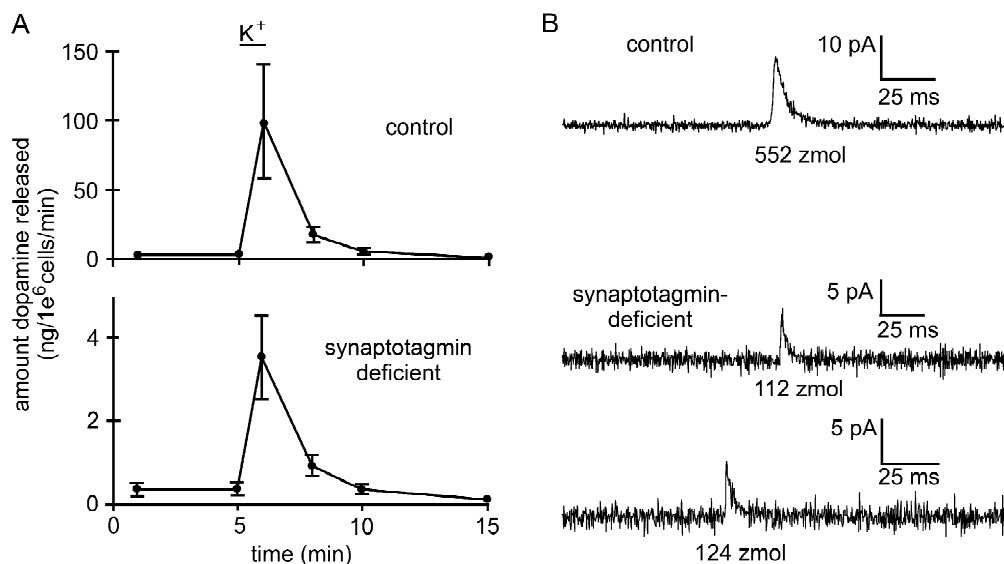 A
K⁺
150
100
50
0
control
4
2
0
synaptotagmin
deficient
amount dopamine released
(ng/1e⁶cells/min)
0
5
10
15
time (min)
B
control
10 pA
25 ms
552 zmol
synaptotagmin-
deficient
5 pA
25 ms
112 zmol
5 pA
25 ms
124 zmol